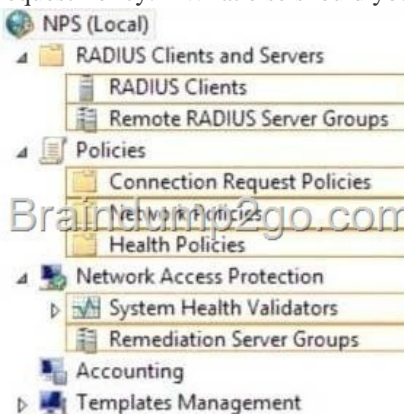 NPS (Local)
RADIUS Clients and Servers
RADIUS Clients
Remote RADIUS Server Groups
Policies
Connection Request Policies
Network Policies
Braindump2go.com
Health Policies
Network Access Protection
System Health Validators
Remediation Server Groups
Accounting
Templates Management